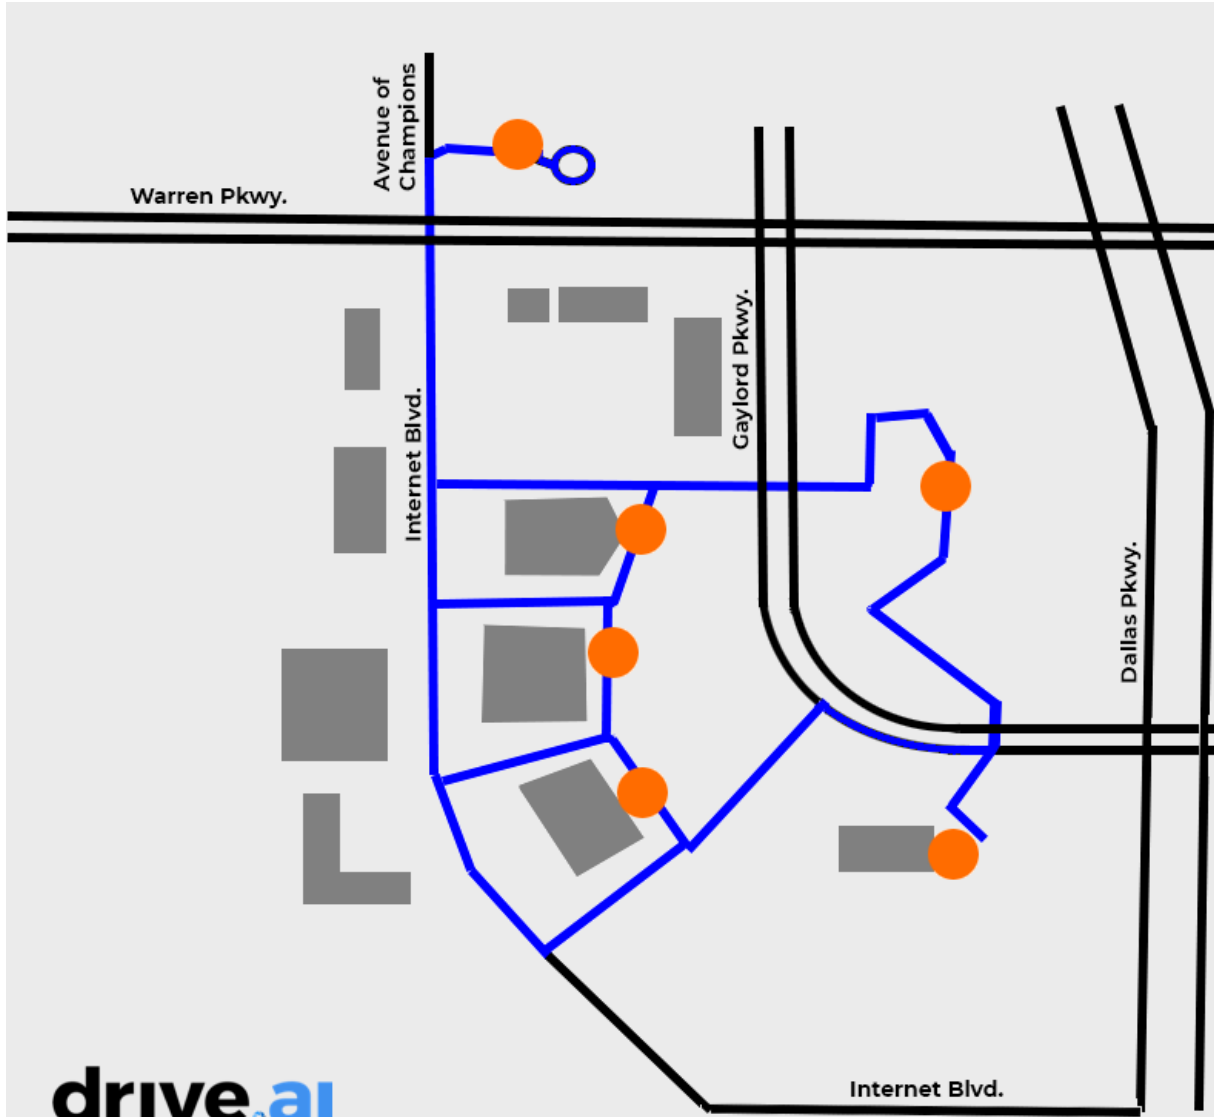 Avenue of
Champions
Warren Pkwy.
Gaylord Pkwy.
Internet Blvd.
Dallas Pkwy.
Internet Blvd.
drive.ai